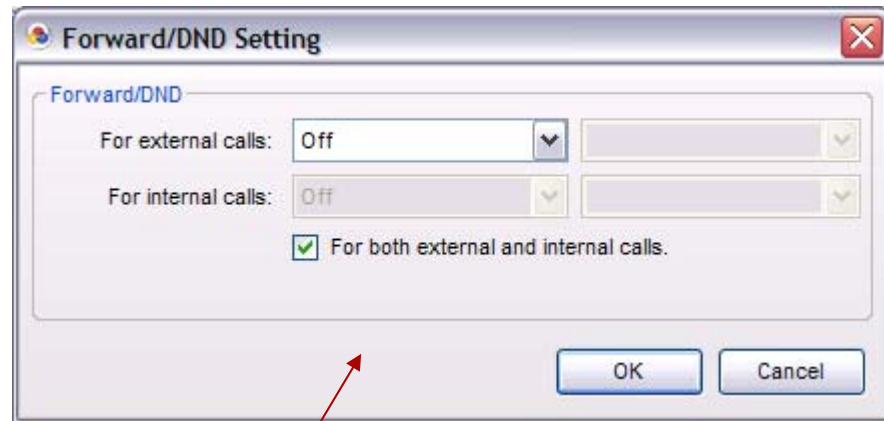 Forward/DND Setting
Forward/DND
For external calls: Off
For internal calls: Off
For both external and internal calls.
OK Cancel